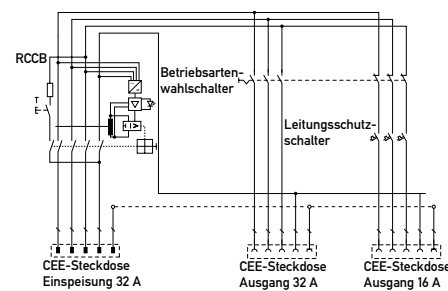 RCCB
T
Betriebsarten-
wahlschalter
Leitungsschutz-
schalter
CEE-Steckdose
Einspeisung 32 A
CEE-Steckdose
Ausgang 32 A
CEE-Steckdose
Ausgang 16 A